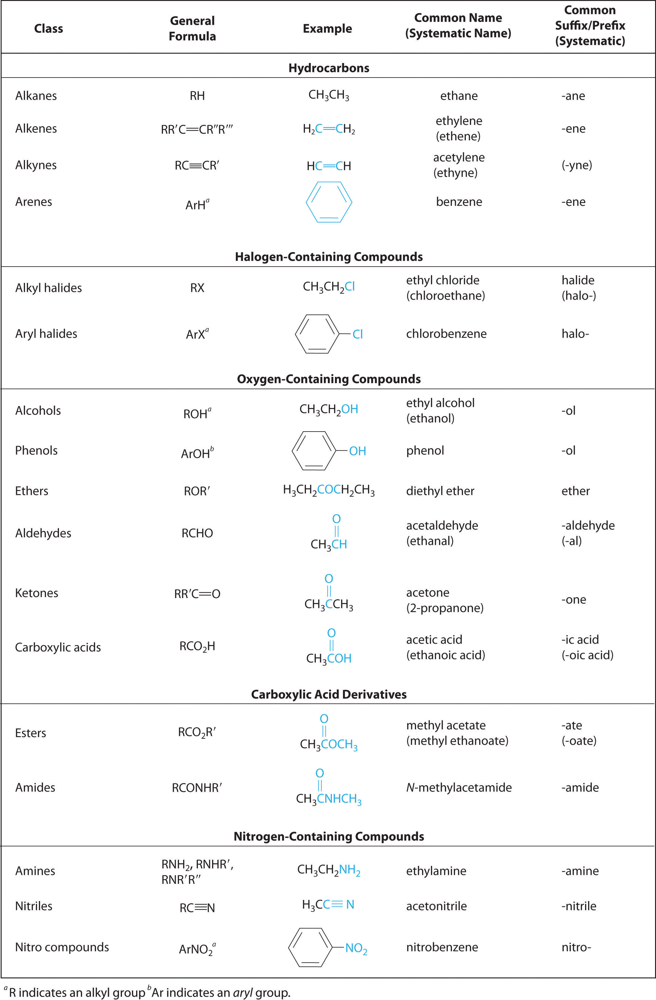 Class General Formula Example Common Name (Systematic Name) Common Suffix/Prefix (Systematic)
Hydrocarbons
Alkanes RH CH₃CH₃ ethane -ane
Alkenes RR′C=CR″R‴ H₂C=CH₂ ethylene (ethene) -ene
Alkynes RC≡CR′ HC=CH acetylene (ethyne) (-yne)
Arenes ArHᵃ benzene -ene
Halogen-Containing Compounds
Alkyl halides RX CH₃CH₂Cl ethyl chloride (chloroethane) halide (halo-)
Aryl halides ArXᵃ Cl chlorobenzene halo-
Oxygen-Containing Compounds
Alcohols ROHᵃ CH₃CH₂OH ethyl alcohol (ethanol) -ol
Phenols ArOHᵇ OH phenol -ol
Ethers ROR′ H₃CH₂COCH₂CH₃ diethyl ether ether
O
Aldehydes RCHO CH₃CH acetaldehyde (ethanal) -aldehyde (-al)
O
Ketones RR′C=O CH₃CCH₃ acetone (2-propanone) -one
O
Carboxylic acids RCO₂H CH₃COH acetic acid (ethanoic acid) -ic acid (-oic acid)
Carboxylic Acid Derivatives
O
Esters RCO₂R′ CH₃COCH₃ methyl acetate (methyl ethanoate) -ate (-oate)
O
Amides RCONHR′ CH₃CNHCH₃ N-methylacetamide -amide
Nitrogen-Containing Compounds
Amines RNH₂, RNHR′, RNR′R″ CH₃CH₂NH₂ ethylamine -amine
Nitriles RC≡N H₃CC≡N acetonitrile -nitrile
Nitro compounds ArNO₂ᵃ NO₂ nitrobenzene nitro-
ᵃR indicates an alkyl group ᵇAr indicates an aryl group.